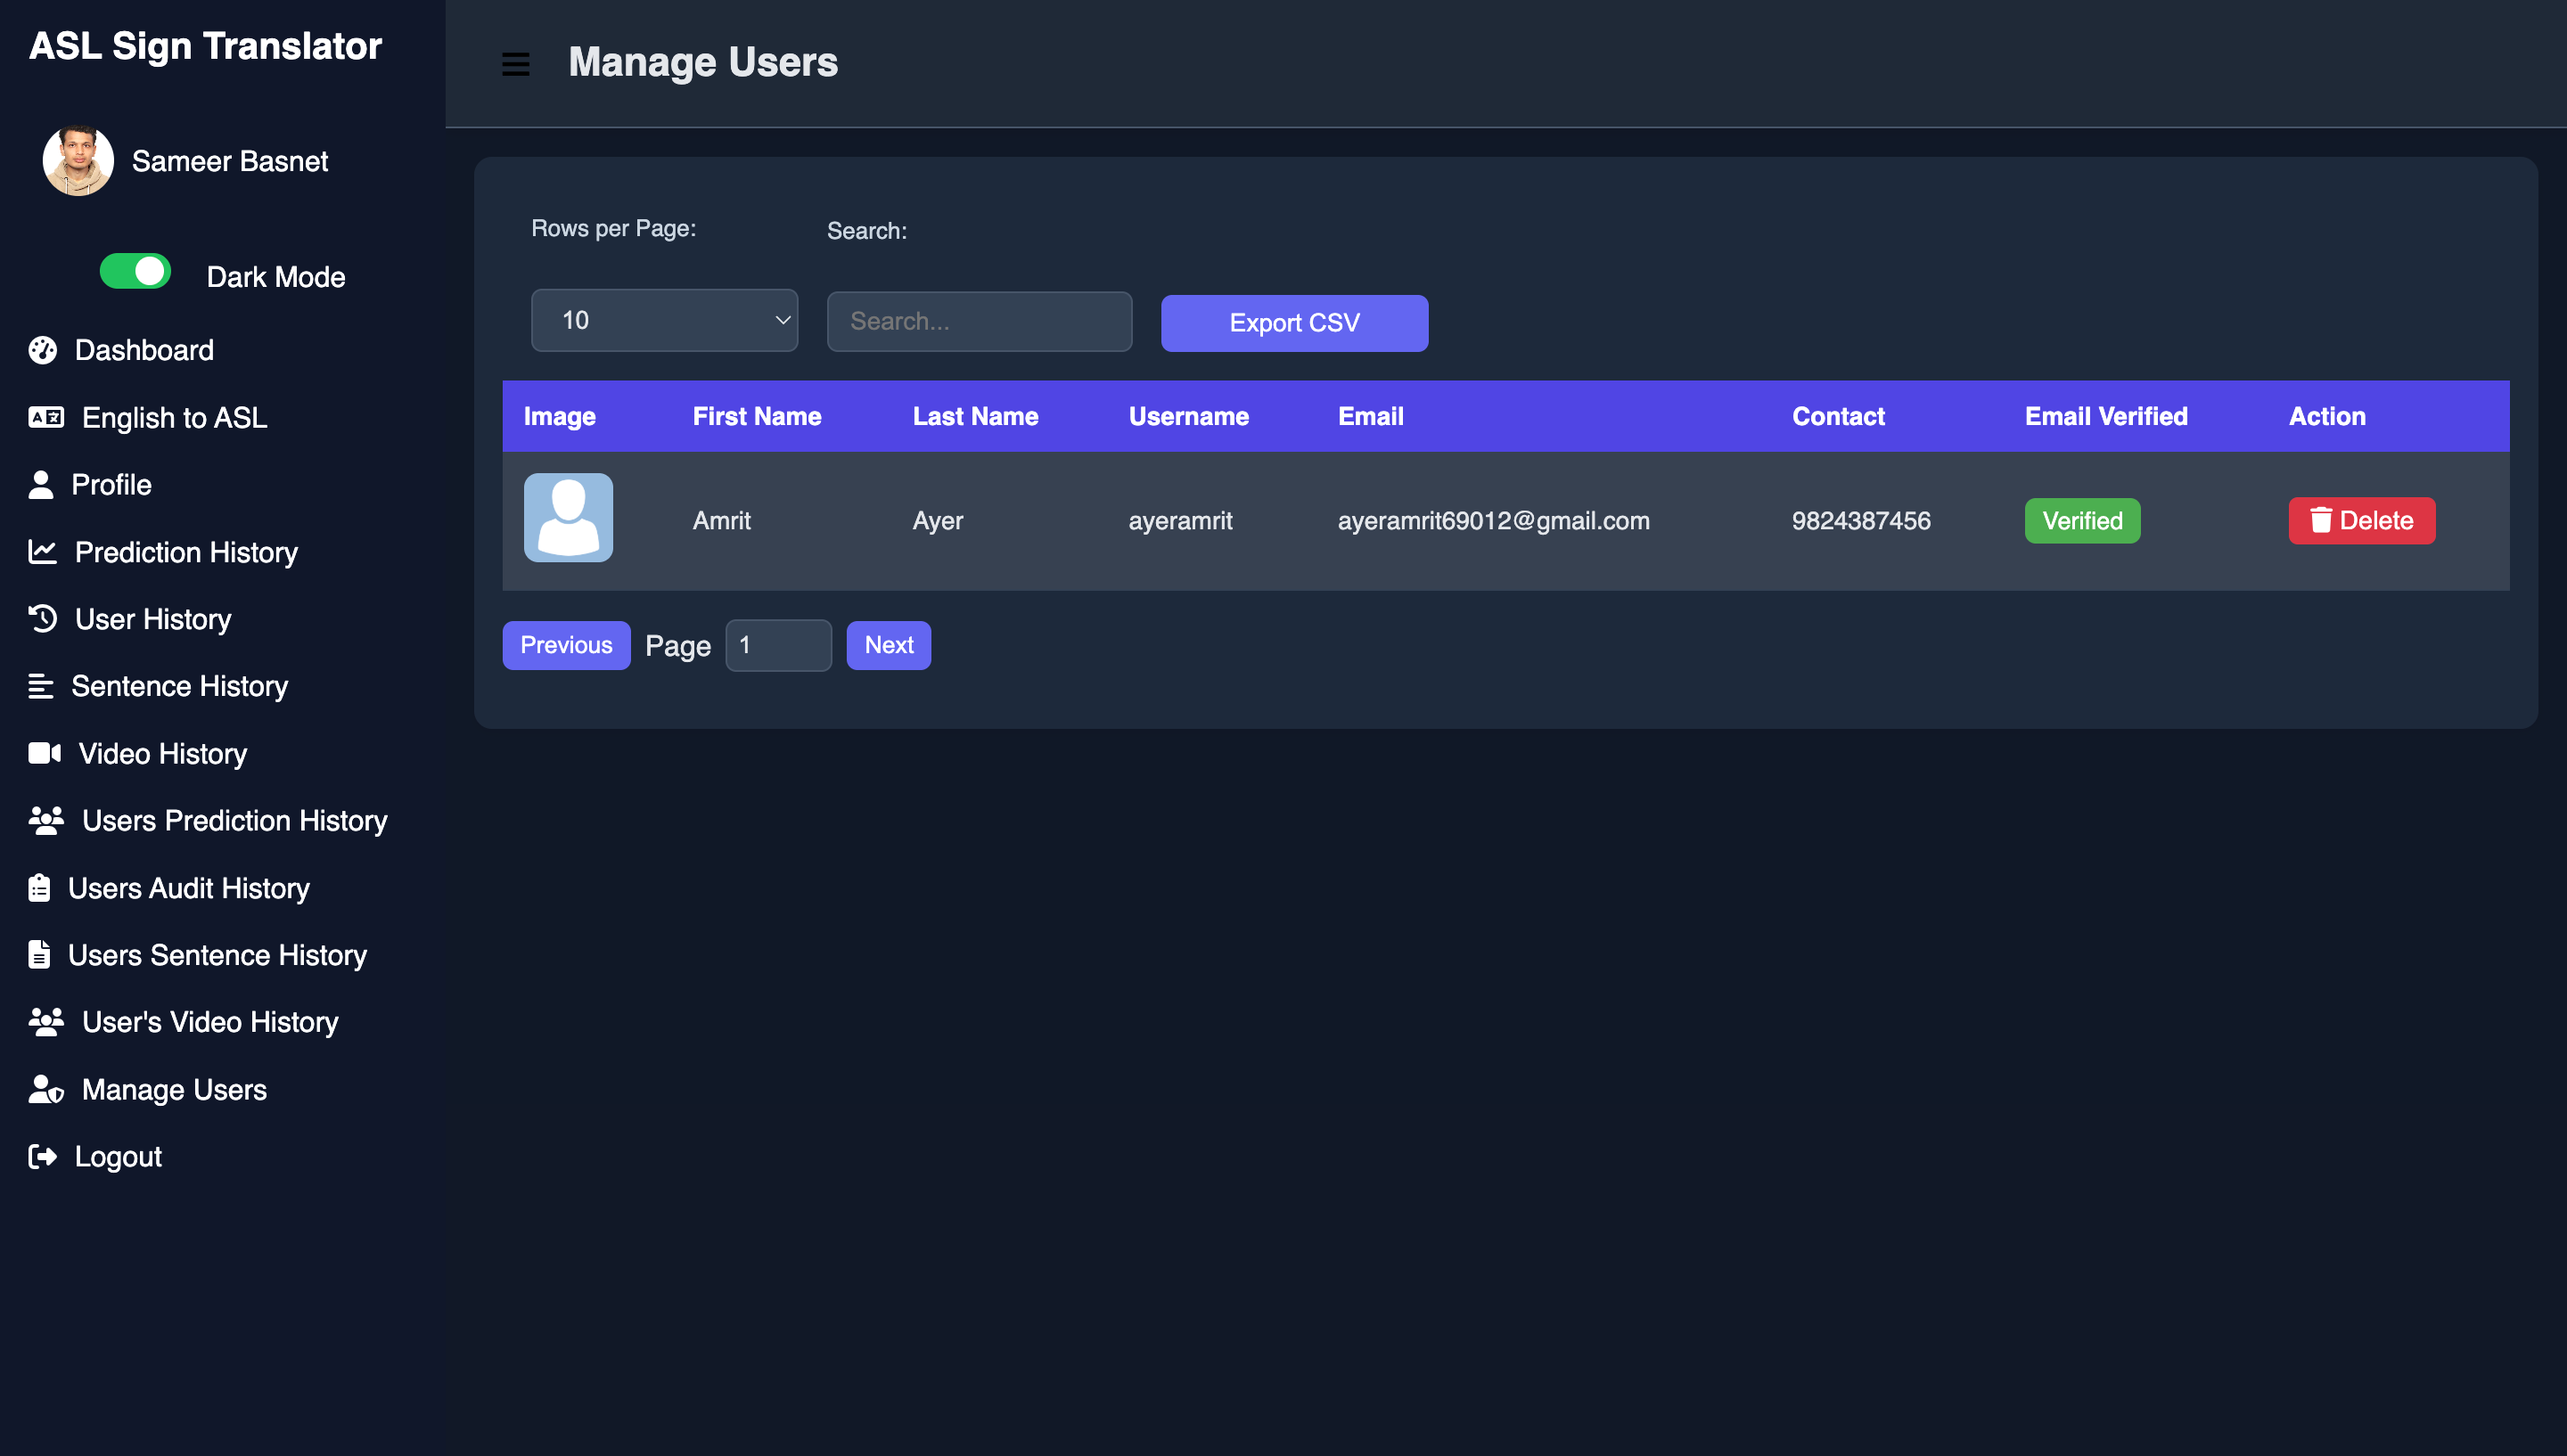 ASL Sign Translator
Sameer Basnet
Dark Mode
Dashboard
English to ASL
Profile
Prediction History
User History
Sentence History
Video History
Users Prediction History
Users Audit History
Users Sentence History
User's Video History
Manage Users
Logout
Manage Users
Rows per Page: Search:
10 Search... Export CSV
Image First Name Last Name Username Email Contact Email Verified Action
Amrit Ayer ayeramrit ayeramrit69012@gmail.com 9824387456 Verified Delete
Previous Page 1 Next